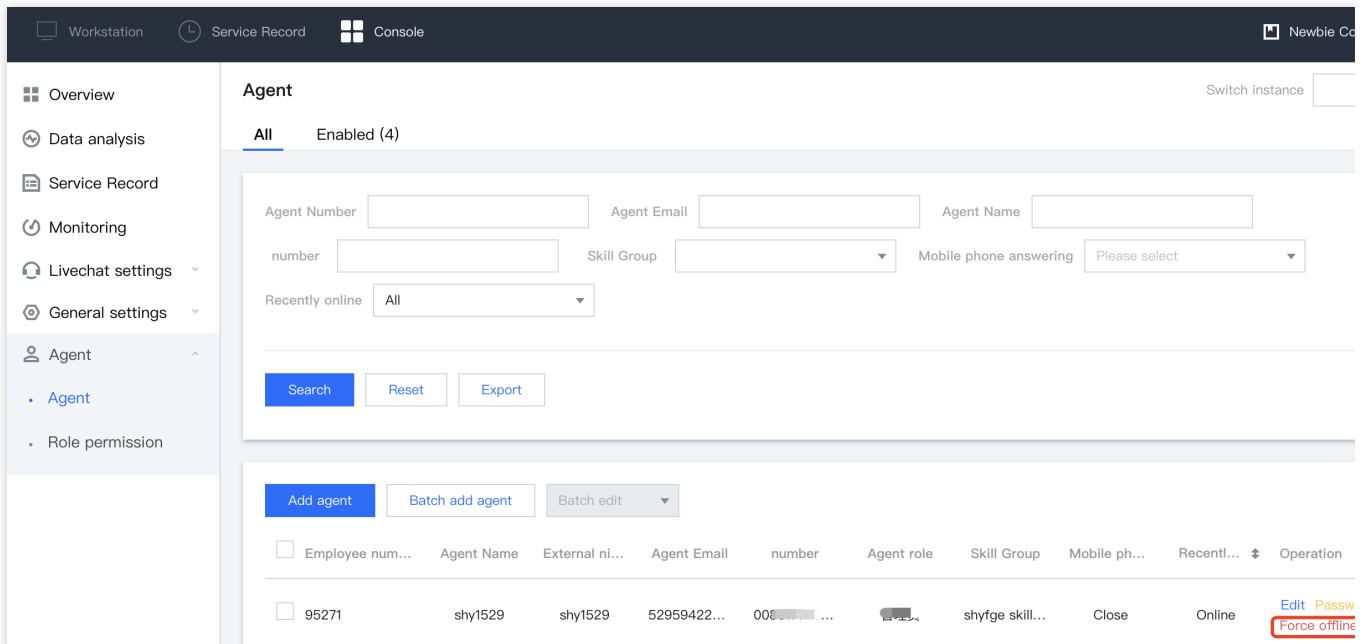 Workstation Service Record Console Newbie Co
Overview
Data analysis
Service Record
Monitoring
Livechat settings
General settings
Agent
Agent
Role permission
Agent
Switch instance
All Enabled (4)
Agent Number Agent Email Agent Name
number Skill Group Mobile phone answering Please select
Recently online All
Search Reset Export
Add agent Batch add agent Batch edit
Employee num... Agent Name External ni... Agent Email number Agent role Skill Group Mobile ph... Recentl... Operation
95271 shy1529 shy1529 52959422... shyfge skill... Close Online Edit Passw
Force offline